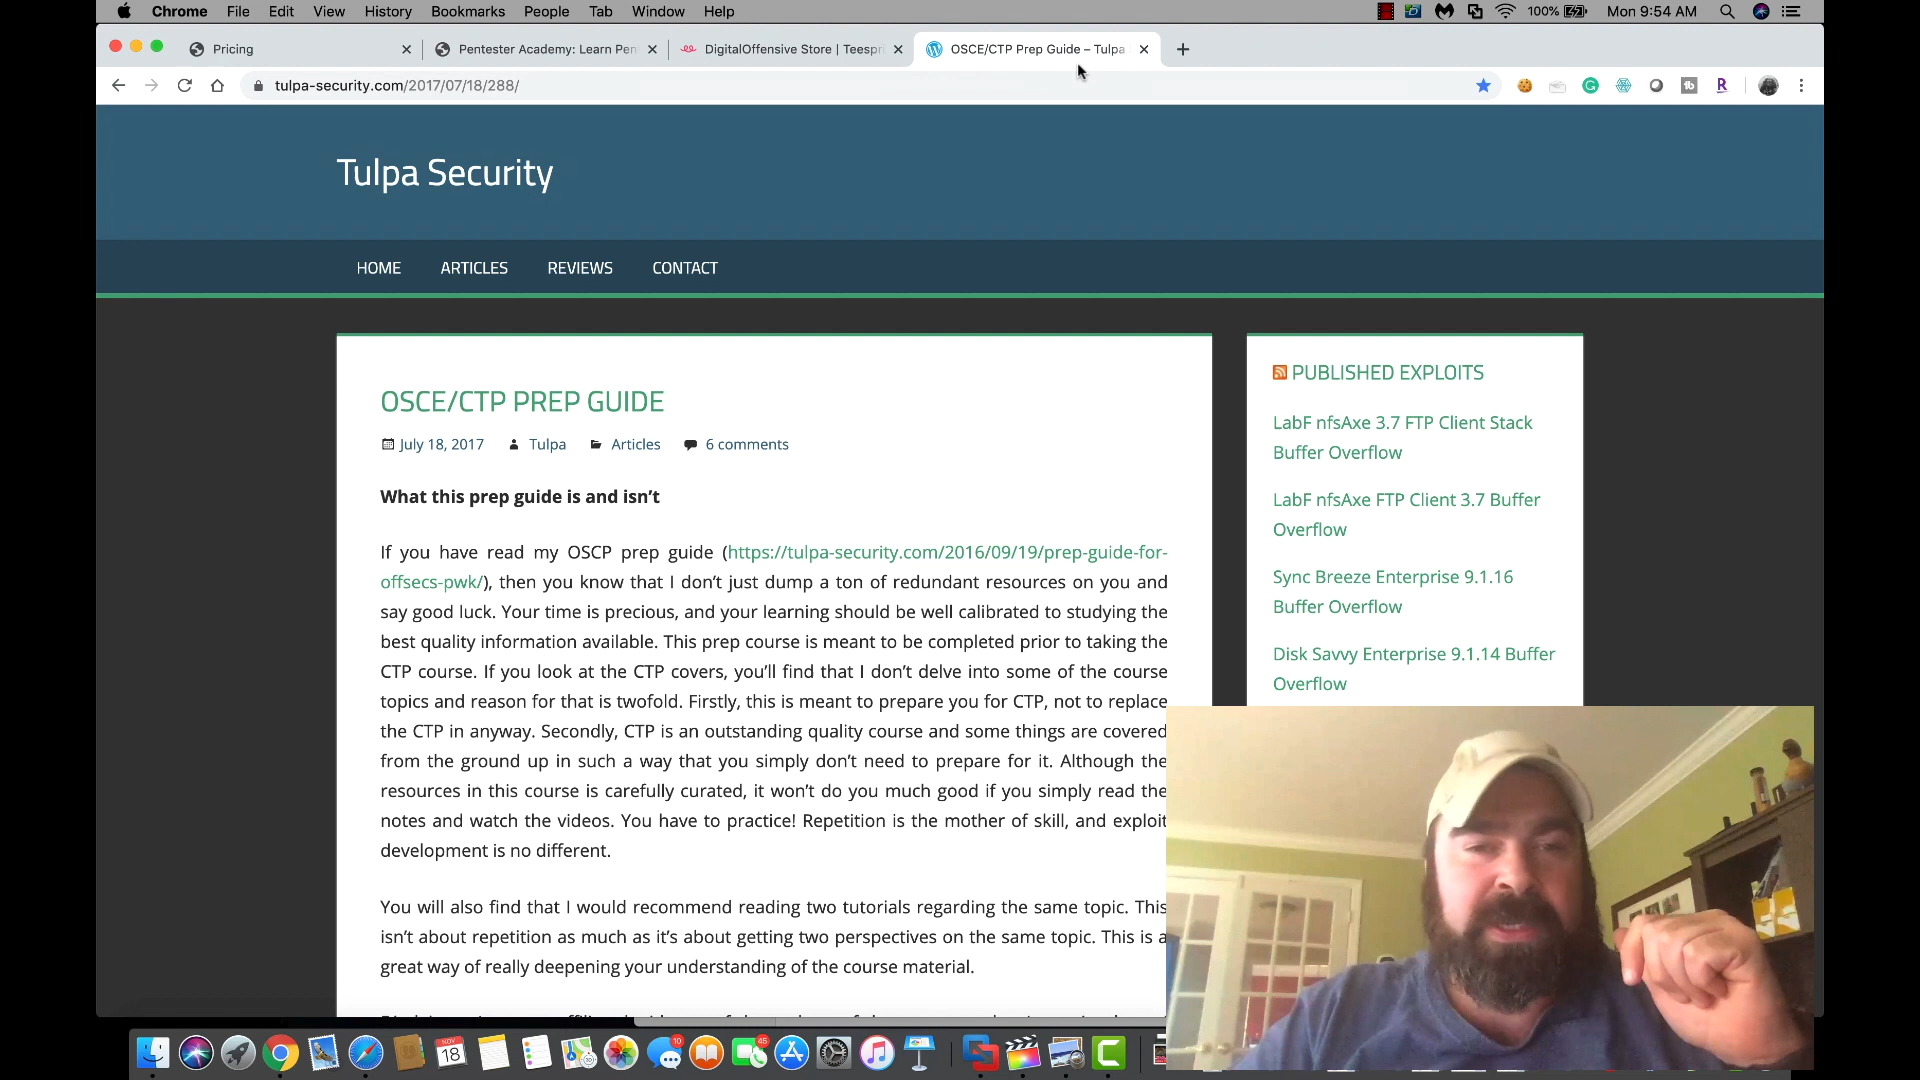 Chrome File Edit View History Bookmarks People Tab Window Help 100% Mon 9:54 AM
Pricing Pentester Academy: Learn Pen DigitalOffensive Store | Teespri OSCE/CTP Prep Guide – Tulpa
tulpa-security.com/2017/07/18/288/
Tulpa Security
HOME ARTICLES REVIEWS CONTACT
OSCE/CTP PREP GUIDE
July 18, 2017 Tulpa Articles 6 comments
What this prep guide is and isn’t
If you have read my OSCP prep guide (https://tulpa-security.com/2016/09/19/prep-guide-for-
offsecs-pwk/), then you know that I don’t just dump a ton of redundant resources on you and
say good luck. Your time is precious, and your learning should be well calibrated to studying the
best quality information available. This prep course is meant to be completed prior to taking the
CTP course. If you look at the CTP covers, you’ll find that I don’t delve into some of the course
topics and reason for that is twofold. Firstly, this is meant to prepare you for CTP, not to replace
the CTP in anyway. Secondly, CTP is an outstanding quality course and some things are covered
from the ground up in such a way that you simply don’t need to prepare for it. Although the
resources in this course is carefully curated, it won’t do you much good if you simply read the
notes and watch the videos. You have to practice! Repetition is the mother of skill, and exploit
development is no different.
You will also find that I would recommend reading two tutorials regarding the same topic. This
isn’t about repetition as much as it’s about getting two perspectives on the same topic. This is a
great way of really deepening your understanding of the course material.
PUBLISHED EXPLOITS
LabF nfsAxe 3.7 FTP Client Stack
Buffer Overflow
LabF nfsAxe FTP Client 3.7 Buffer
Overflow
Sync Breeze Enterprise 9.1.16
Buffer Overflow
Disk Savvy Enterprise 9.1.14 Buffer
Overflow
NOV
18
10
45